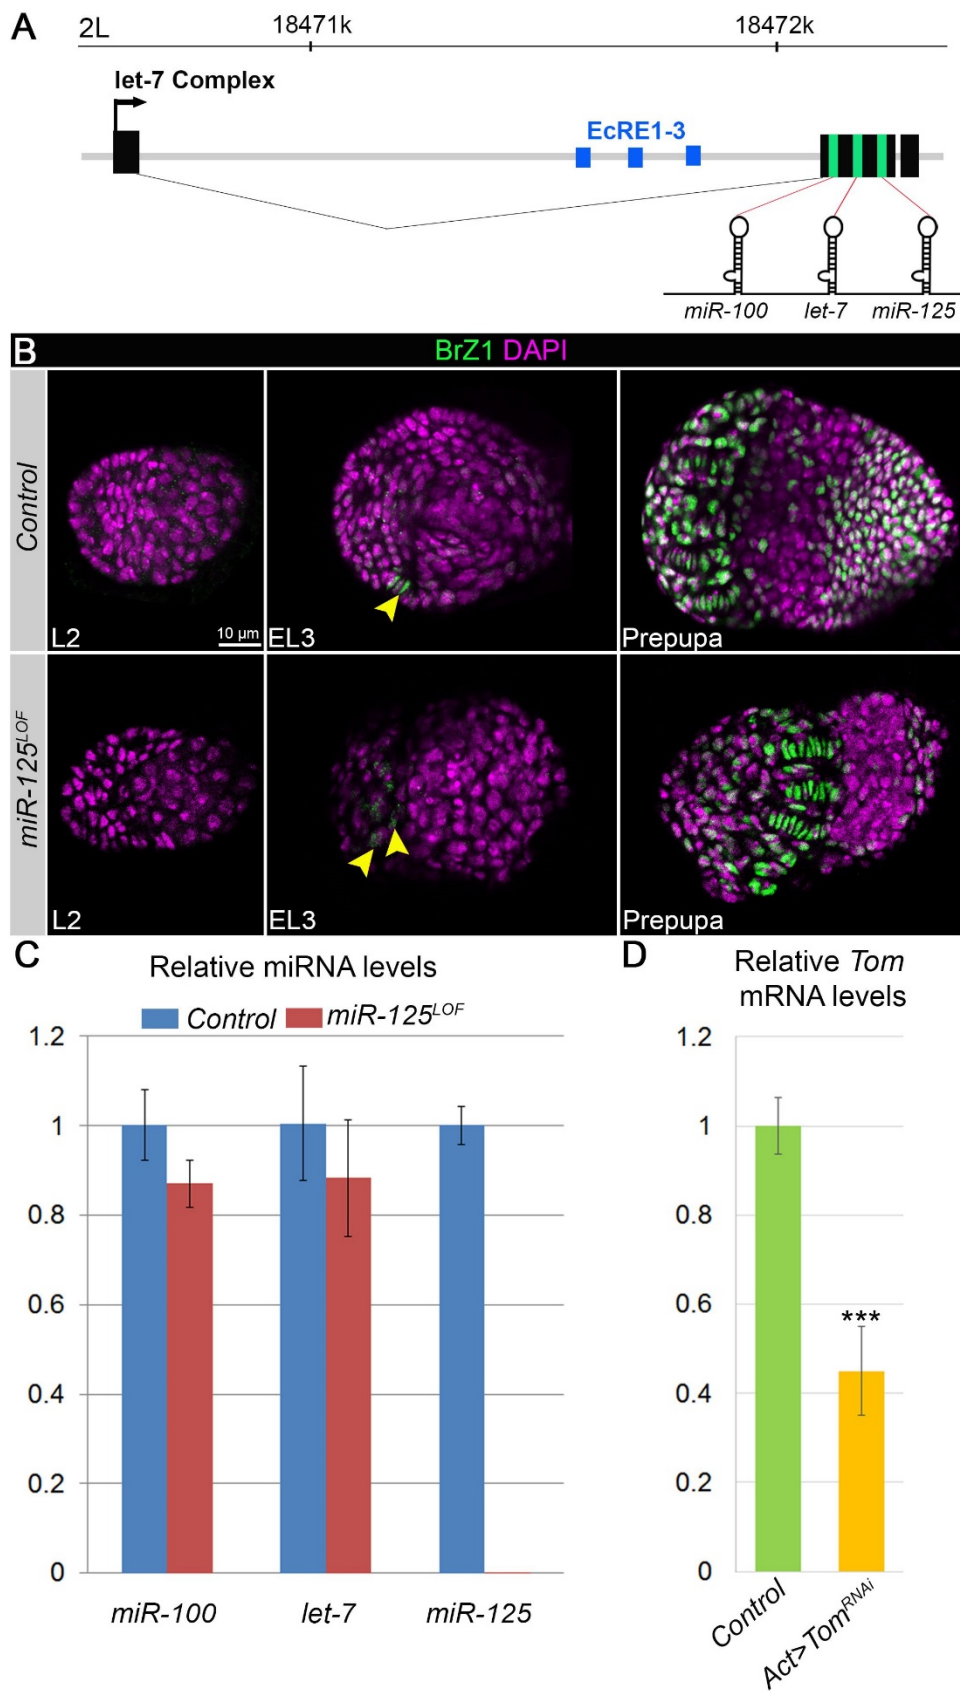 A
2L
18471k
18472k
let-7 Complex
EcRE1-3
miR-100
let-7
miR-125
B
BrZ1 DAPI
Control
L2
10 µm
EL3
Prepupa
miR-125LOF
L2
EL3
Prepupa
C
Relative miRNA levels
Control
miR-125LOF
1.2
1
0.8
0.6
0.4
0.2
0
miR-100
let-7
miR-125
D
Relative Tom
mRNA levels
1.2
1
0.8
0.6
0.4
0.2
0
***
Control
Act>TomRNAi